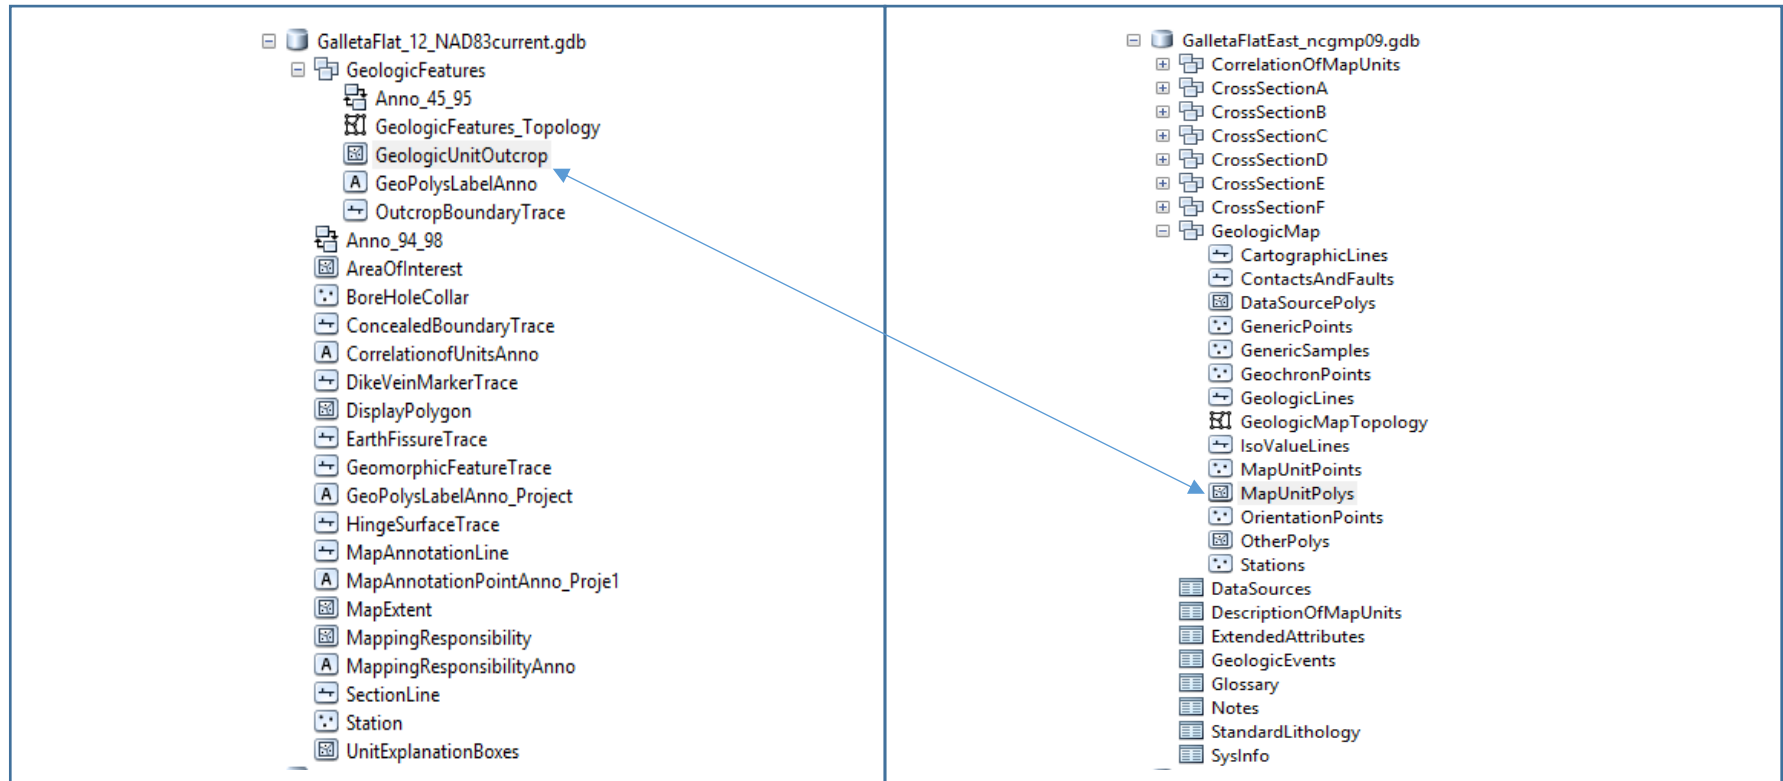 GalletaFlat_12_NAD83current.gdb
GeologicFeatures
Anno_45_95
GeologicFeatures_Topology
GeologicUnitOutcrop
GeoPolysLabelAnno
OutcropBoundaryTrace
Anno_94_98
AreaOfInterest
BoreHoleCollar
ConcealedBoundaryTrace
CorrelationofUnitsAnno
DikeVeinMarkerTrace
DisplayPolygon
EarthFissureTrace
GeomorphicFeatureTrace
GeoPolysLabelAnno_Project
HingeSurfaceTrace
MapAnnotationLine
MapAnnotationPointAnno_Proje1
MapExtent
MappingResponsibility
MappingResponsibilityAnno
SectionLine
Station
UnitExplanationBoxes
GalletaFlatEast_ncgmp09.gdb
CorrelationOfMapUnits
CrossSectionA
CrossSectionB
CrossSectionC
CrossSectionD
CrossSectionE
CrossSectionF
GeologicMap
CartographicLines
ContactsAndFaults
DataSourcePolys
GenericPoints
GenericSamples
GeochronPoints
GeologicLines
GeologicMapTopology
IsoValueLines
MapUnitPoints
MapUnitPolys
OrientationPoints
OtherPolys
Stations
DataSources
DescriptionOfMapUnits
ExtendedAttributes
GeologicEvents
Glossary
Notes
StandardLithology
SysInfo